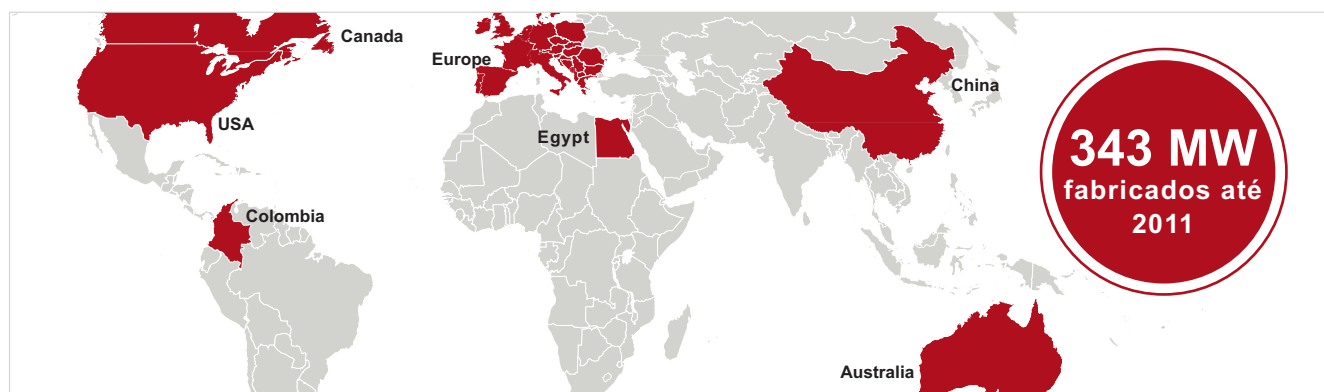 Canada
Europe
China
USA
Egypt
343 MW
fabricados até
2011
Colombia
Australia